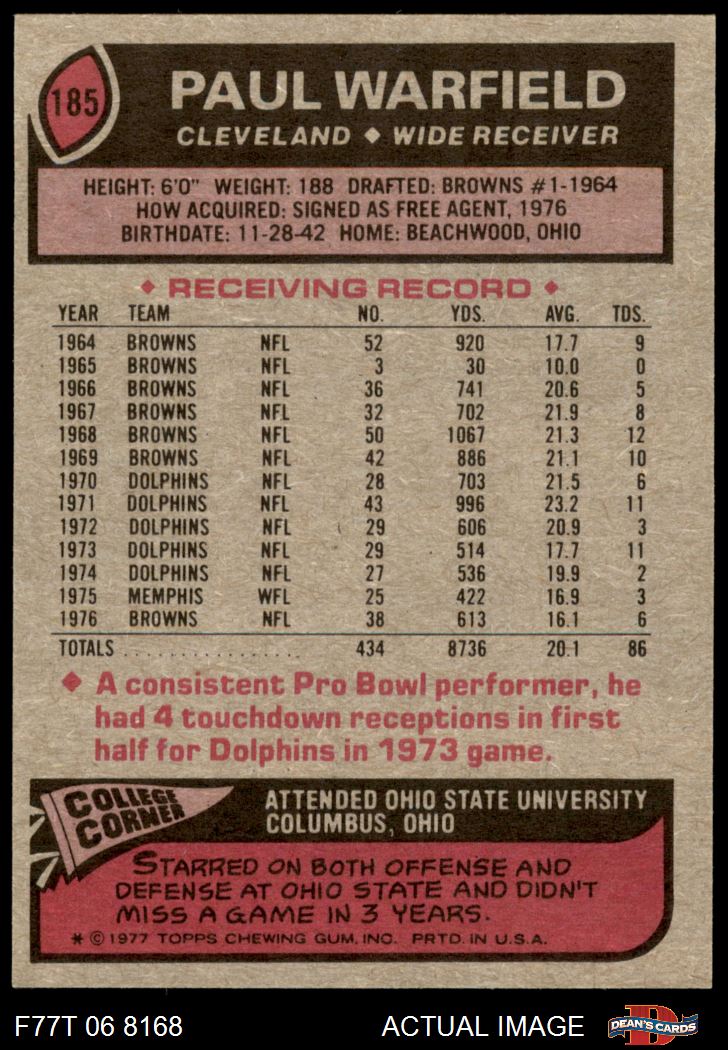 185
PAUL WARFIELD
CLEVELAND ◆ WIDE RECEIVER
HEIGHT: 6'0" WEIGHT: 188 DRAFTED: BROWNS #1-1964
HOW ACQUIRED: SIGNED AS FREE AGENT, 1976
BIRTHDATE: 11-28-42 HOME: BEACHWOOD, OHIO
◆ RECEIVING RECORD ◆
YEAR TEAM NO. YDS. AVG. TDS.
1964 BROWNS NFL 52 920 17.7 9
1965 BROWNS NFL 3 30 10.0 0
1966 BROWNS NFL 36 741 20.6 5
1967 BROWNS NFL 32 702 21.9 8
1968 BROWNS NFL 50 1067 21.3 12
1969 BROWNS NFL 42 886 21.1 10
1970 DOLPHINS NFL 28 703 21.5 6
1971 DOLPHINS NFL 43 996 23.2 11
1972 DOLPHINS NFL 29 606 20.9 3
1973 DOLPHINS NFL 29 514 17.7 11
1974 DOLPHINS NFL 27 536 19.9 2
1975 MEMPHIS WFL 25 422 16.9 3
1976 BROWNS NFL 38 613 16.1 6
TOTALS . . . . . . . . . . . . . . . . 434 8736 20.1 86
◆ A consistent Pro Bowl performer, he
had 4 touchdown receptions in first
half for Dolphins in 1973 game.
COLLEGE
CORNER
ATTENDED OHIO STATE UNIVERSITY
COLUMBUS, OHIO
STARRED ON BOTH OFFENSE AND
DEFENSE AT OHIO STATE AND DIDN'T
MISS A GAME IN 3 YEARS.
* © 1977 TOPPS CHEWING GUM, INC. PRTD. IN U.S.A.
F77T 06 8168 ACTUAL IMAGE
D
DEAN'S CARDS